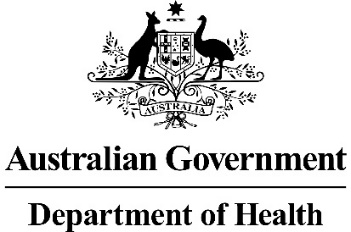 AUSTRALIA
Australian Government
Department of Health